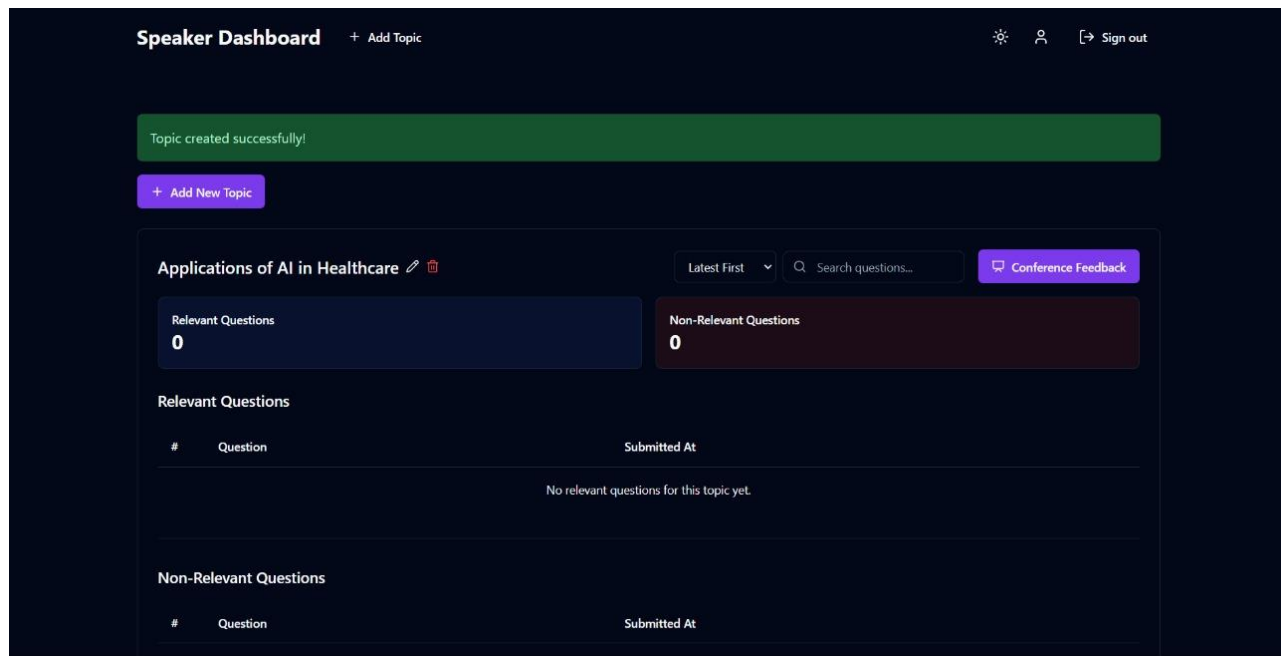 Speaker Dashboard + Add Topic Sign out
Topic created successfully!
+ Add New Topic
Applications of AI in Healthcare Latest First Search questions... Conference Feedback
Relevant Questions Non-Relevant Questions
0 0
Relevant Questions
# Question Submitted At
No relevant questions for this topic yet.
Non-Relevant Questions
# Question Submitted At